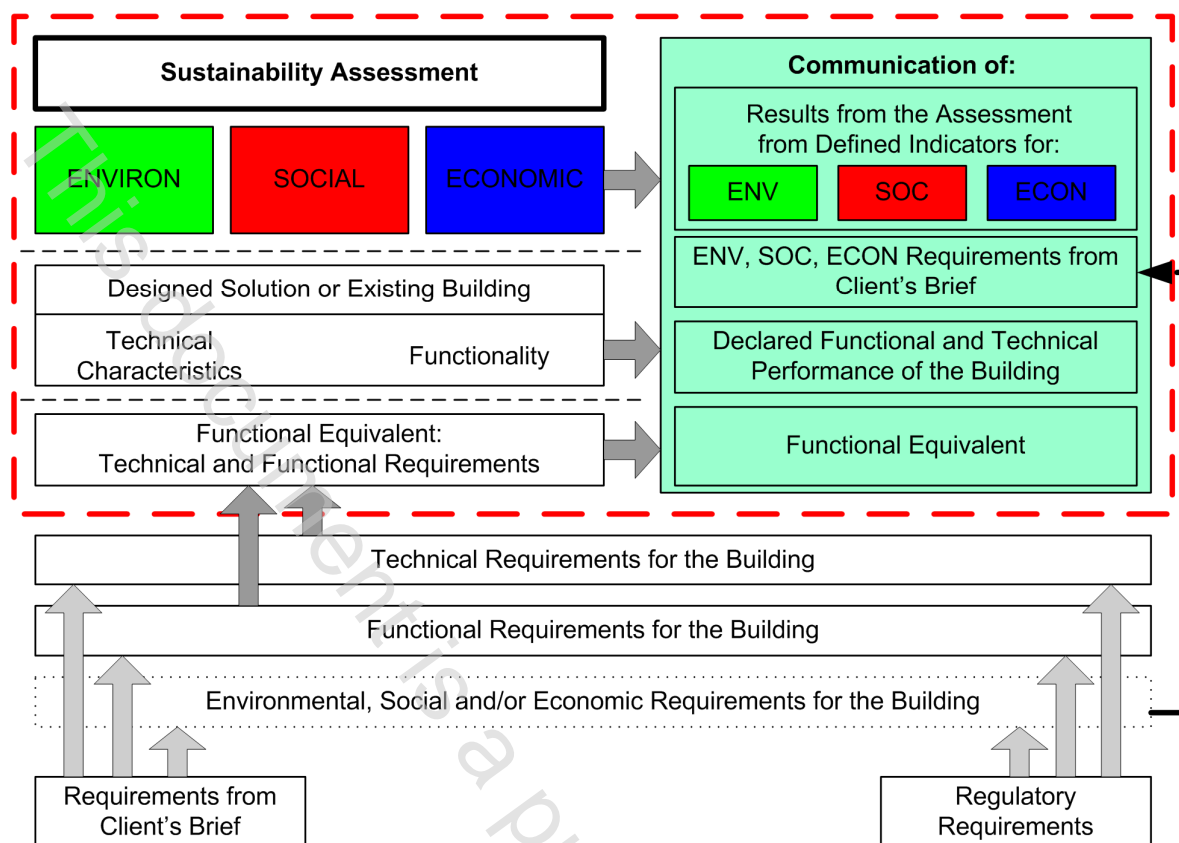 Sustainability Assessment
ENVIRON
SOCIAL
ECONOMIC
Communication of:
Results from the Assessment
from Defined Indicators for:
ENV
SOC
ECON
ENV, SOC, ECON Requirements from
Client's Brief
Designed Solution or Existing Building
Technical
Characteristics
Functionality
Declared Functional and Technical
Performance of the Building
Functional Equivalent:
Technical and Functional Requirements
Functional Equivalent
Technical Requirements for the Building
Functional Requirements for the Building
Environmental, Social and/or Economic Requirements for the Building
Requirements from
Client's Brief
Regulatory
Requirements
This document is a